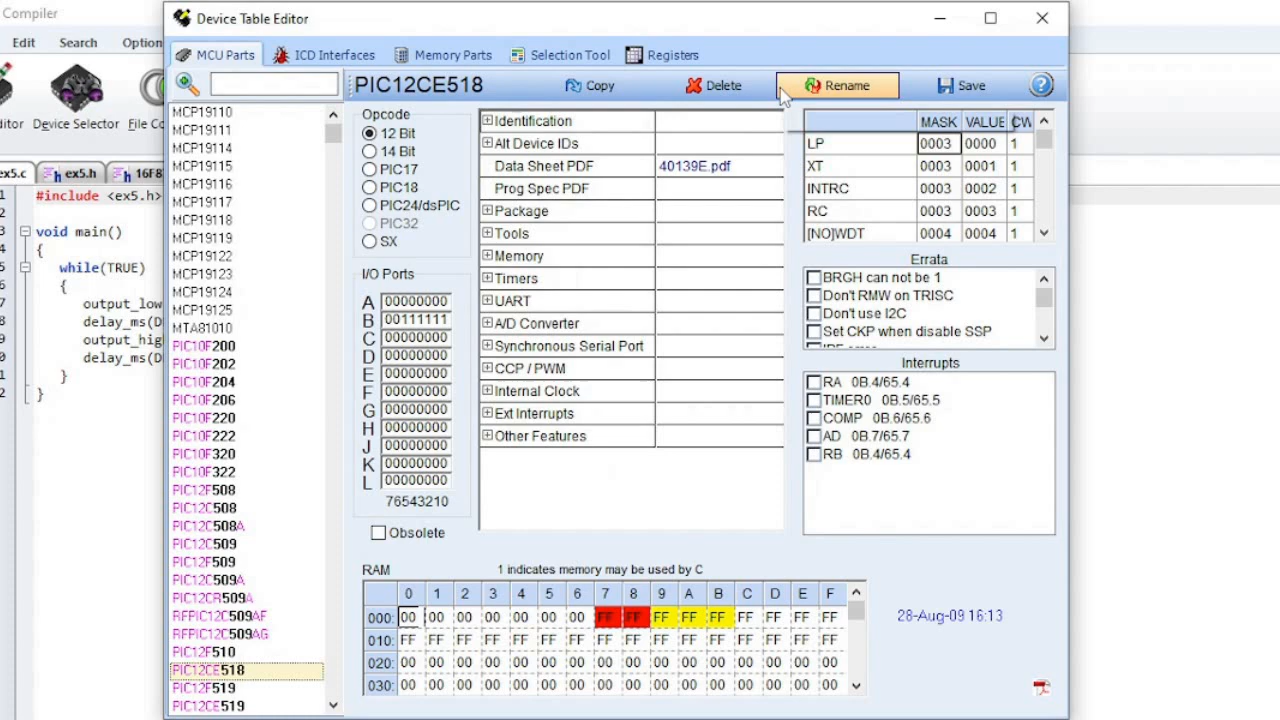 Compiler
Edit Search Option
Device Selector File Co
ex5.c ex5.h 16F8
#include <ex5.h>
void main()
{
while(TRUE)
{
output_low
delay_ms(D
output_hig
delay_ms(D
}
}
Device Table Editor
MCU Parts ICD Interfaces Memory Parts Selection Tool Registers
PIC12CE518 Copy Delete Rename Save ?
MCP19110
MCP19111
MCP19114
MCP19115
MCP19116
MCP19117
MCP19118
MCP19119
MCP19122
MCP19123
MCP19124
MCP19125
MTA81010
PIC10F200
PIC10F202
PIC10F204
PIC10F206
PIC10F220
PIC10F222
PIC10F320
PIC10F322
PIC12F508
PIC12C508
PIC12C508A
PIC12C509
PIC12F509
PIC12C509A
PIC12CR509A
RFPIC12C509AF
RFPIC12C509AG
PIC12F510
PIC12CE518
PIC12F519
PIC12CE519
Opcode
12 Bit
14 Bit
PIC17
PIC18
PIC24/dsPIC
PIC32
SX
I/O Ports
A 00000000
B 00111111
C 00000000
D 00000000
E 00000000
F 00000000
G 00000000
H 00000000
J 00000000
K 00000000
L 00000000
76543210
Obsolete
Identification
Alt Device IDs
Data Sheet PDF 40139E.pdf
Prog Spec PDF
Package
Tools
Memory
Timers
UART
A/D Converter
Synchronous Serial Port
CCP / PWM
Internal Clock
Ext Interrupts
Other Features
MASK VALUE CW
LP 0003 0000 1
XT 0003 0001 1
INTRC 0003 0002 1
RC 0003 0003 1
[NO]WDT 0004 0004 1
Errata
BRGH can not be 1
Don't RMW on TRISC
Don't use I2C
Set CKP when disable SSP
Interrupts
RA 0B.4/65.4
TIMER0 0B.5/65.5
COMP 0B.6/65.6
AD 0B.7/65.7
RB 0B.4/65.4
RAM 1 indicates memory may be used by C
0 1 2 3 4 5 6 7 8 9 A B C D E F
000: 00 00 00 00 00 00 00 FF FF FF FF FF FF FF FF FF
010: FF FF FF FF FF FF FF FF FF FF FF FF FF FF FF FF
020: 00 00 00 00 00 00 00 00 00 00 00 00 00 00 00 00
030: 00 00 00 00 00 00 00 00 00 00 00 00 00 00 00 00
28-Aug-09 16:13